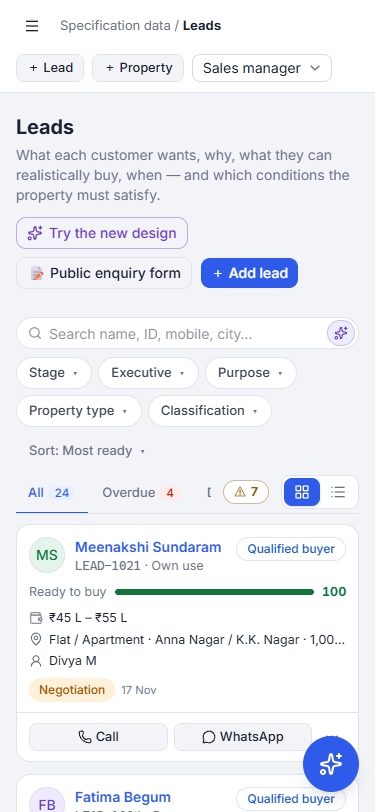 Specification data / Leads
+ Lead
+ Property
Sales manager
Leads
What each customer wants, why, what they can
realistically buy, when — and which conditions the
property must satisfy.
Try the new design
Public enquiry form
+ Add lead
Search name, ID, mobile, city...
Stage
Executive
Purpose
Property type
Classification
Sort: Most ready
All 24
Overdue 4
7
MS
Meenakshi Sundaram
Qualified buyer
LEAD-1021 · Own use
Ready to buy
100
₹45 L – ₹55 L
Flat / Apartment · Anna Nagar / K.K. Nagar · 1,00...
Divya M
Negotiation
17 Nov
Call
WhatsApp
FB
Fatima Begum
Qualified buyer